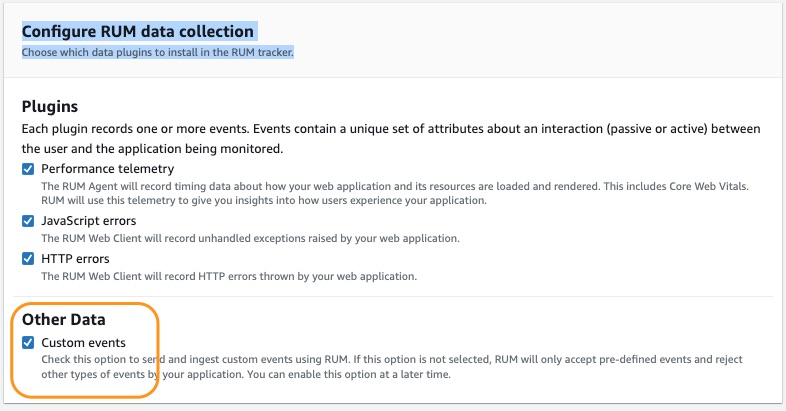 Configure RUM data collection
Choose which data plugins to install in the RUM tracker.
Plugins
Each plugin records one or more events. Events contain a unique set of attributes about an interaction (passive or active) between
the user and the application being monitored.
Performance telemetry
The RUM Agent will record timing data about how your web application and its resources are loaded and rendered. This includes Core Web Vitals.
RUM will use this telemetry to give you insights into how users experience your application.
JavaScript errors
The RUM Web Client will record unhandled exceptions raised by your web application.
HTTP errors
The RUM Web Client will record HTTP errors thrown by your web application.
Other Data
Custom events
Check this option to send and ingest custom events using RUM. If this option is not selected, RUM will only accept pre-defined events and reject
other types of events by your application. You can enable this option at a later time.